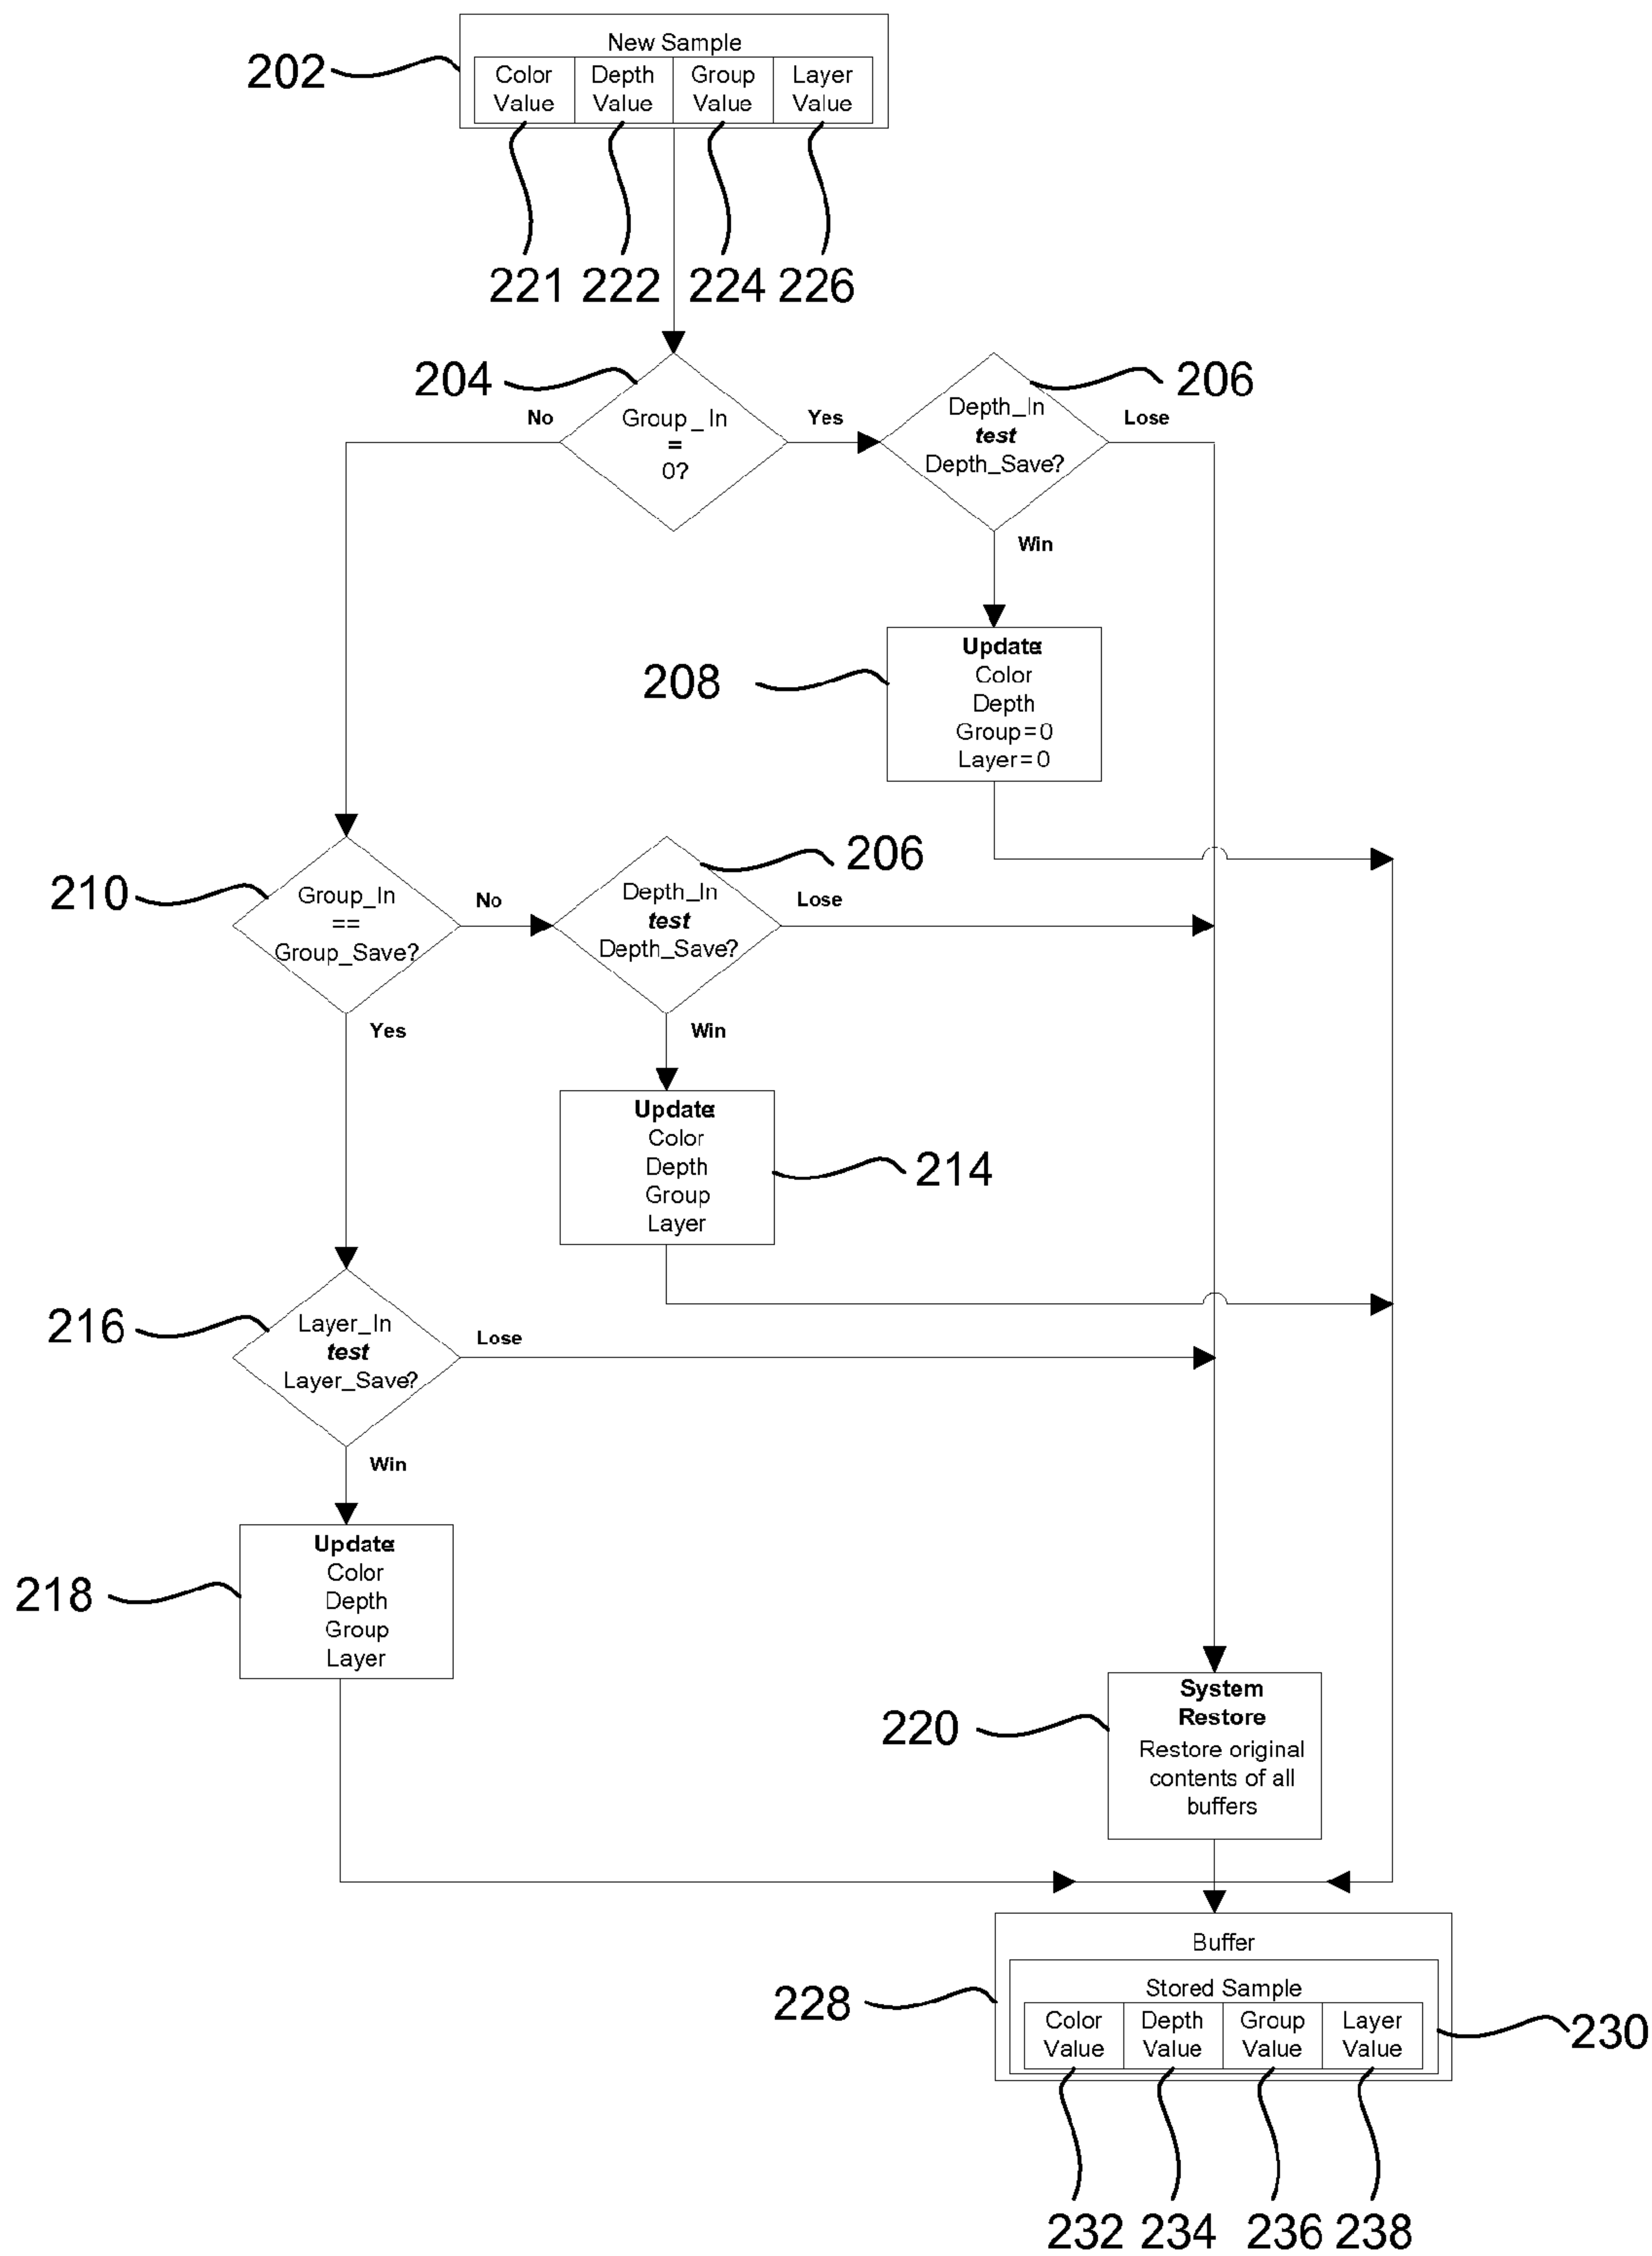 New Sample
202
Color Value
Depth Value
Group Value
Layer Value
221
222
224
226
204
206
No
Group_In
=
0?
Yes
Depth_In
test
Depth_Save?
Lose
Win
208
Update:
Color
Depth
Group=0
Layer=0
210
Group_In
==
Group_Save?
No
206
Depth_In
test
Depth_Save?
Lose
Yes
Win
Update:
Color
Depth
Group
Layer
214
216
Layer_In
test
Layer_Save?
Lose
Win
218
Update:
Color
Depth
Group
Layer
220
System
Restore
Restore original
contents of all
buffers
Buffer
228
Stored Sample
Color Value
Depth Value
Group Value
Layer Value
230
232
234
236
238